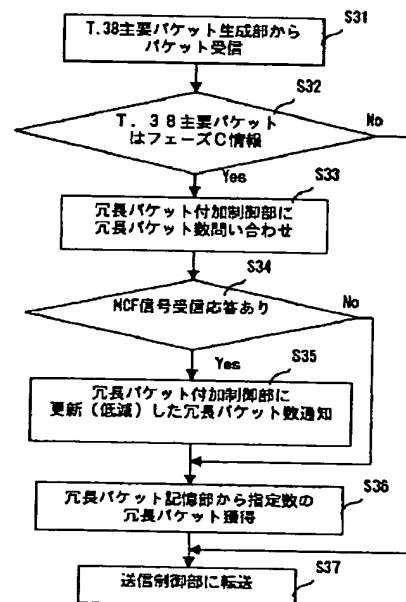 S31
T.38主要パケット生成部から
パケット受信
S32
T. 38主要パケット
はフェーズC情報
No
Yes
S33
冗長パケット付加制御部に
冗長パケット数問い合わせ
S34
MCF信号受信応答あり
No
Yes
S35
冗長パケット付加制御部に
更新（低減）した冗長パケット数通知
冗長パケット記憶部から指定数の
冗長パケット獲得
S36
S37
送信制御部に転送